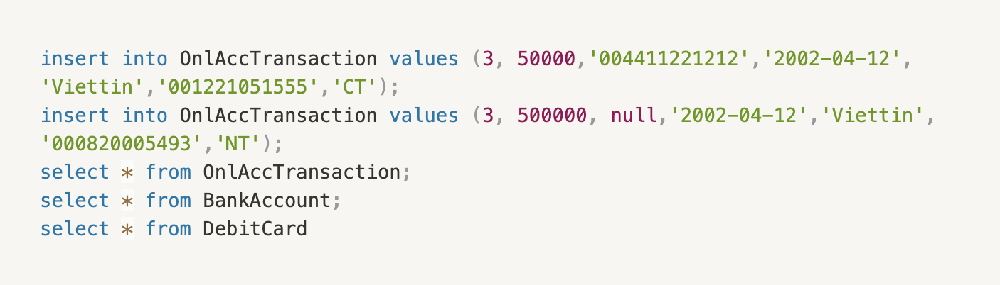 insert into OnlAccTransaction values (3, 50000,'004411221212','2002-04-12',
'Viettin','001221051555','CT');
insert into OnlAccTransaction values (3, 500000, null,'2002-04-12','Viettin',
'000820005493','NT');
select * from OnlAccTransaction;
select * from BankAccount;
select * from DebitCard